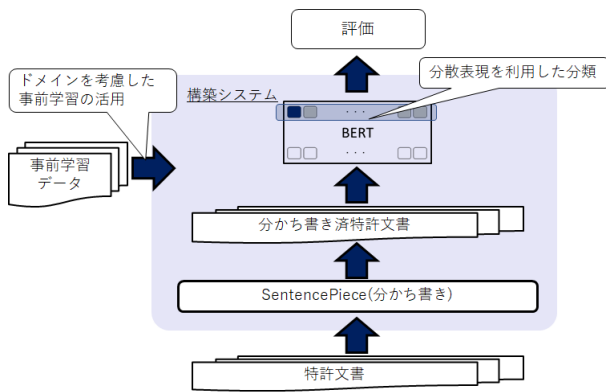 評価
ドメインを考慮した
事前学習の活用
構築システム
分散表現を利用した分類
・・・
BERT
・・・
事前学習
データ
分かち書き済特許文書
SentencePiece(分かち書き)
特許文書